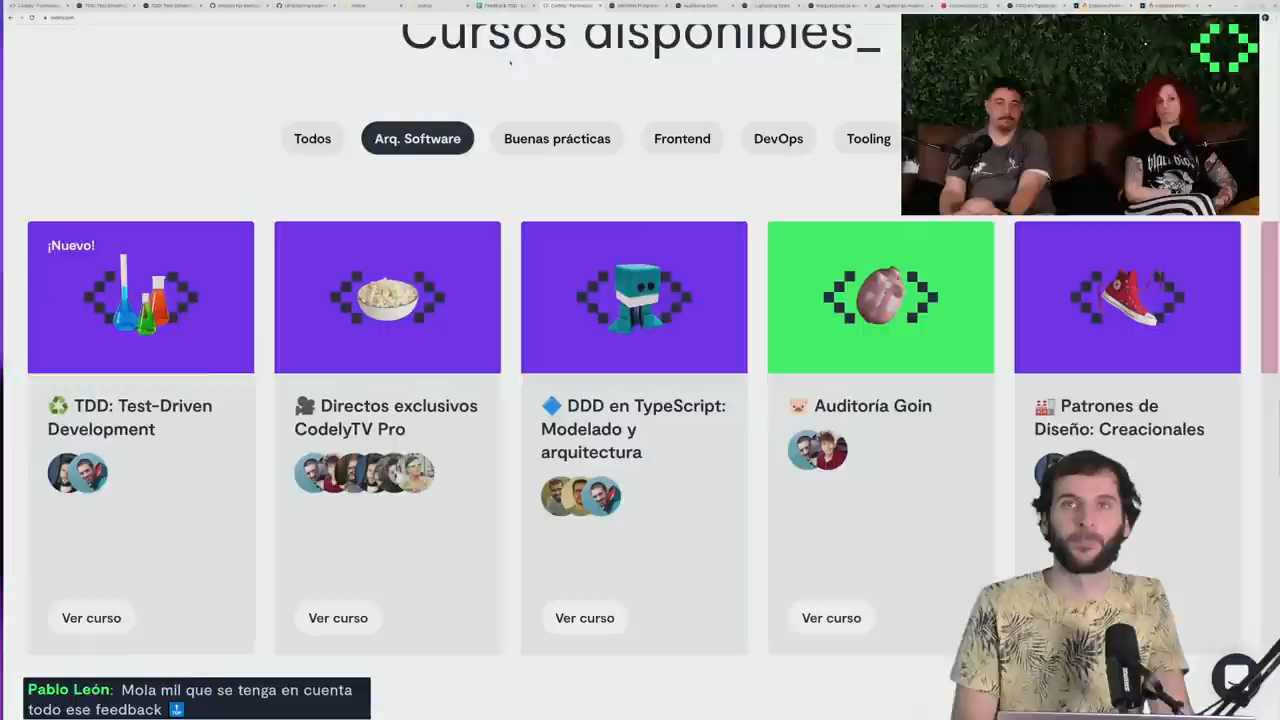 codely.com
Cursos disponibles_
Todos
Arq. Software
Buenas prácticas
Frontend
DevOps
Tooling
¡Nuevo!
♻️ TDD: Test-Driven
Development
Ver curso
🎥 Directos exclusivos
CodelyTV Pro
Ver curso
🔷 DDD en TypeScript:
Modelado y
arquitectura
Ver curso
🐷 Auditoría Goin
Ver curso
🏭 Patrones de
Diseño: Creacionales
Pablo León: Mola mil que se tenga en cuenta
todo ese feedback 🔝